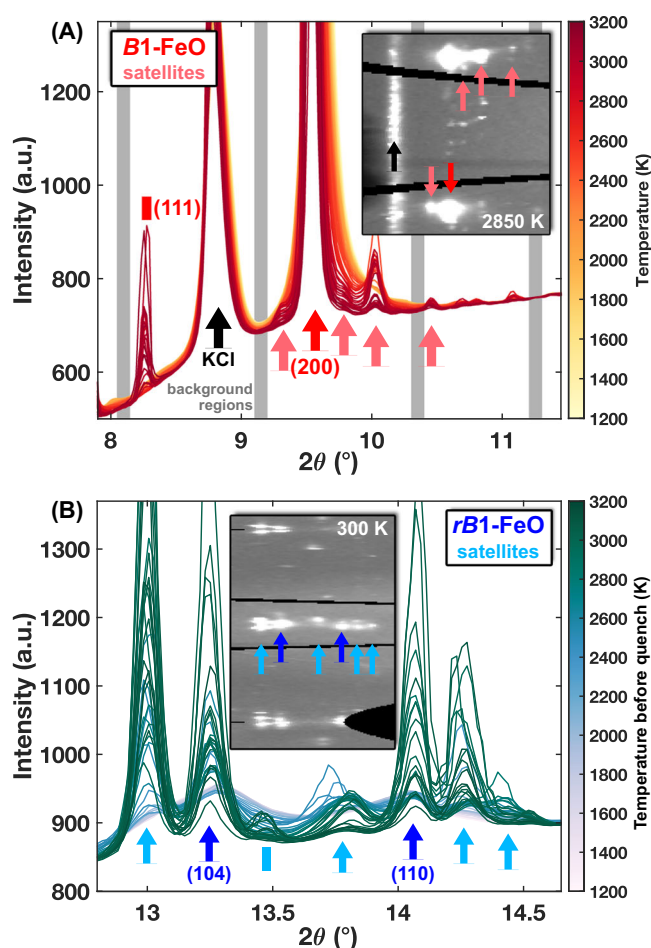 (A)
B1-FeO
satellites
1200
1000
800
600
Intensity (a.u.)
(111)
KCl
(200)
background
regions
2850 K
8
9
10
11
2θ (°)
3200
3000
2800
2600
2400
2200
2000
1800
1600
1400
1200
Temperature (K)
(B)
300 K
rB1-FeO
satellites
1300
1200
1100
1000
900
800
Intensity (a.u.)
(104)
(110)
13
13.5
14
14.5
2θ (°)
3200
3000
2800
2600
2400
2200
2000
1800
1600
1400
1200
Temperature before quench (K)